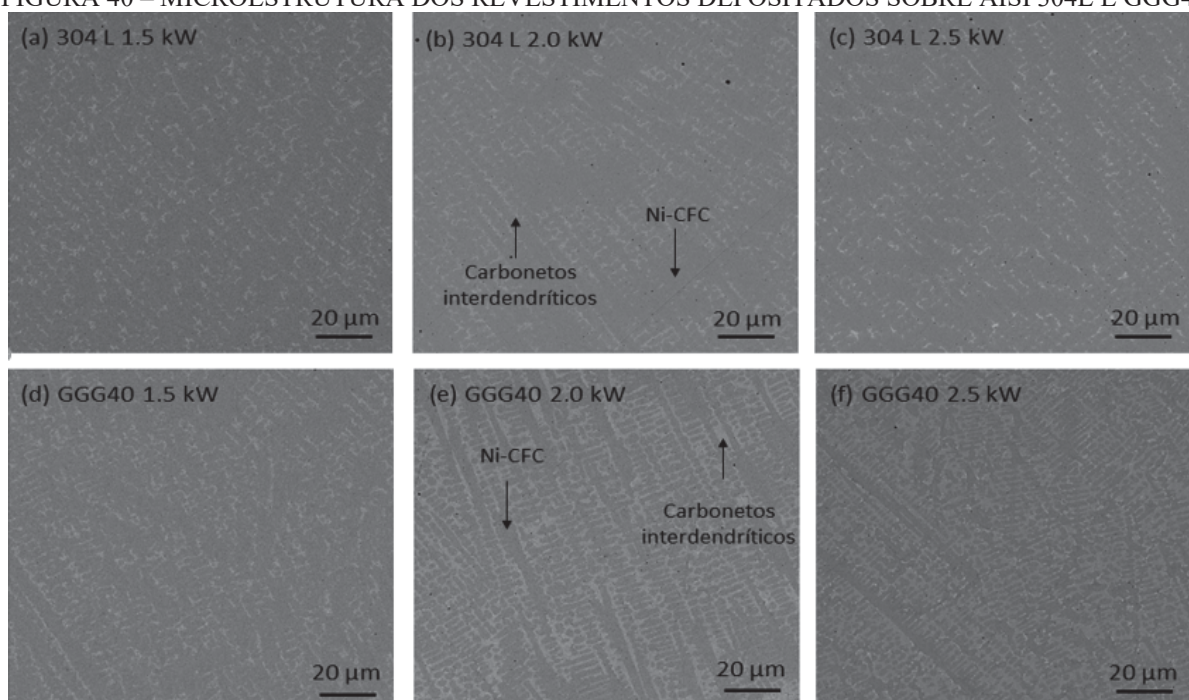 FIGURA 40 – MICROESTRUTURA DOS REVESTIMENTOS DEPOSITADOS SOBRE AISI 304L E GGG4
(a) 304 L 1.5 kW
20 μm
(b) 304 L 2.0 kW
Ni-CFC
Carbonetos
interdendríticos
20 μm
(c) 304 L 2.5 kW
20 μm
(d) GGG40 1.5 kW
20 μm
(e) GGG40 2.0 kW
Ni-CFC
Carbonetos
interdendríticos
20 μm
(f) GGG40 2.5 kW
20 μm